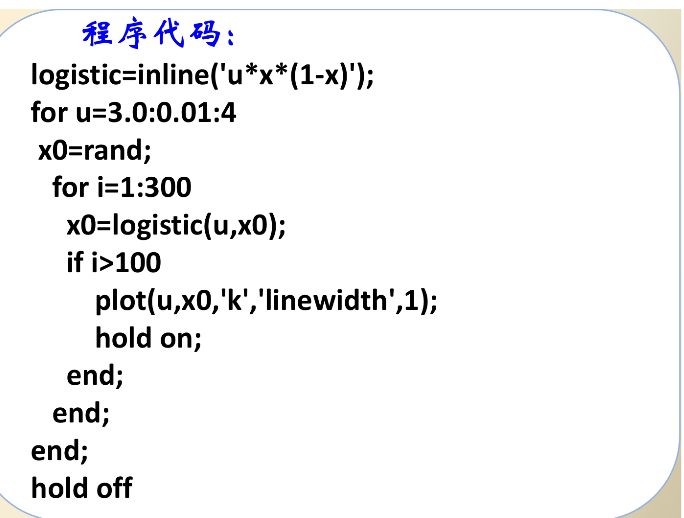 程序代码：
logistic=inline('u*x*(1-x)');
for u=3.0:0.01:4
x0=rand;
for i=1:300
x0=logistic(u,x0);
if i>100
plot(u,x0,'k','linewidth',1);
hold on;
end;
end;
end;
hold off